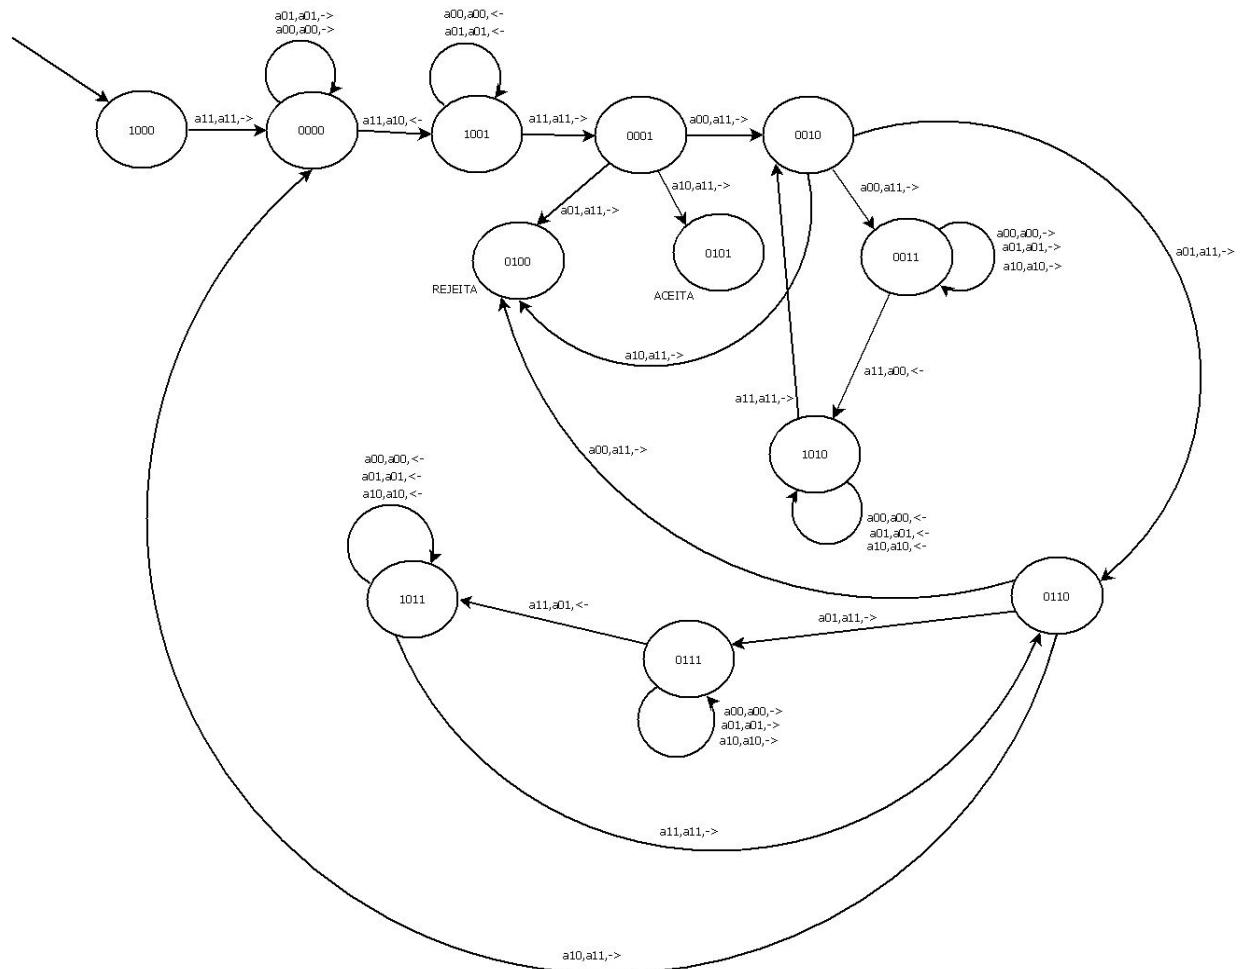 a01,a01,->
a00,a00,->
a00,a00,<-
a01,a01,<-
1000
a11,a11,->
0000
a11,a10,<-
1001
a11,a11,->
0001
a00,a11,->
0010
a01,a11,->
a10,a11,->
a00,a11,->
0100
REJEITA
0101
ACEITA
0011
a00,a00,->
a01,a01,->
a10,a10,->
a01,a11,->
a10,a11,->
a11,a00,<-
a11,a11,->
1010
a00,a00,<-
a01,a01,<-
a10,a10,<-
a00,a11,->
a00,a00,<-
a01,a01,<-
a10,a10,<-
1011
a11,a01,<-
0111
a01,a11,->
0110
a00,a00,->
a01,a01,->
a10,a10,->
a11,a11,->
a10,a11,->